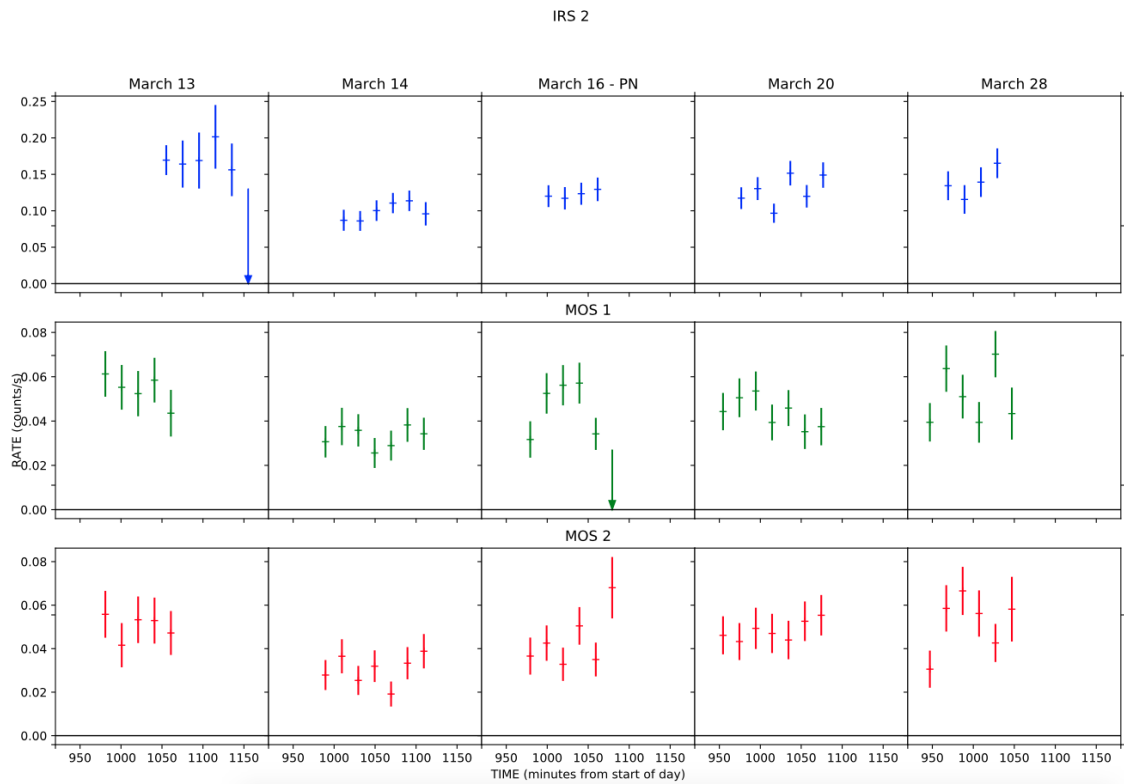 IRS 2
March 13 March 14 March 16 - PN March 20 March 28
0.25
0.20
0.15
0.10
0.05
0.00
MOS 1
0.08
0.06
0.04
0.02
0.00
RATE (counts/s)
MOS 2
0.08
0.06
0.04
0.02
0.00
950 1000 1050 1100 1150 950 1000 1050 1100 1150 950 1000 1050 1100 1150 950 1000 1050 1100 1150 950 1000 1050 1100 1150
TIME (minutes from start of day)